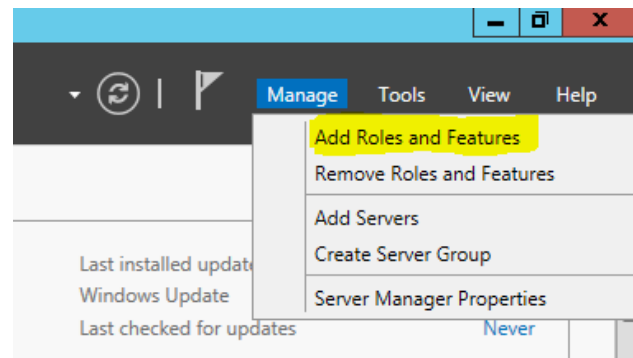 Manage Tools View Help
Add Roles and Features
Remove Roles and Features
Add Servers
Create Server Group
Server Manager Properties
Last installed update
Windows Update
Last checked for updates Never